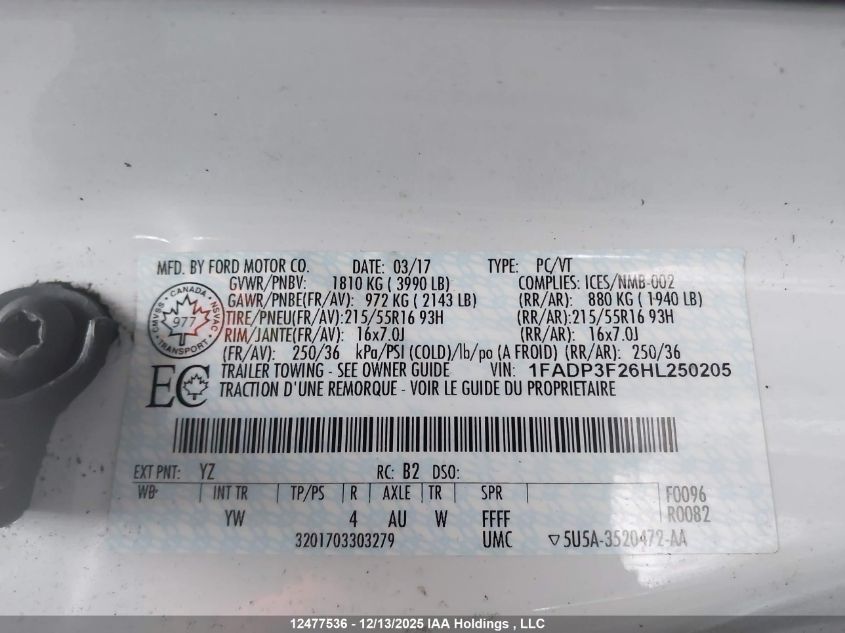 MFD. BY FORD MOTOR CO. DATE: 03/17 TYPE: PC/VT
GVWR/PNBV: 1810 KG ( 3990 LB) COMPLIES: ICES/NMB-002
GAWR/PNBE(FR/AV): 972 KG ( 2143 LB) (RR/AR): 880 KG ( 1940 LB)
TIRE/PNEU(FR/AV):215/55R16 93H (RR/AR):215/55R16 93H
RIM/JANTE(FR/AV): 16x7.0J (RR/AR): 16x7.0J
(FR/AV): 250/36 kPa/PSI (COLD)/lb/po (A FROID) (RR/AR): 250/36
TRAILER TOWING - SEE OWNER GUIDE VIN: 1FADP3F26HL250205
TRACTION D'UNE REMORQUE - VOIR LE GUIDE DU PROPRIETAIRE
CANADA
CMVSS NSVAC
977
TRANSPORT
EC
EXT PNT: YZ RC: B2 DSO:
WB INT TR TP/PS R AXLE TR SPR F0096
YW 4 AU W FFFF R0082
3201703303279 UMC ▽5U5A-3520472-AA
12477536 - 12/13/2025 IAA Holdings , LLC